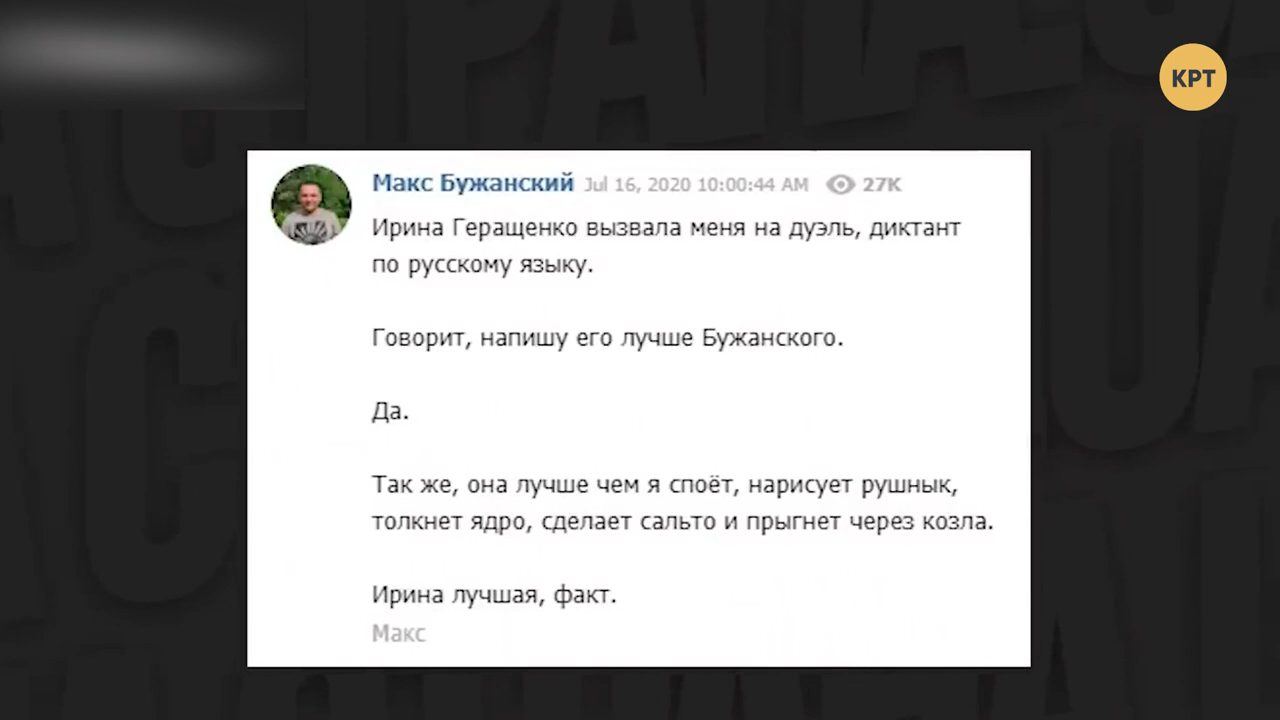 КРТ
Макс Бужанский Jul 16, 2020 10:00:44 AM 27K
Ирина Геращенко вызвала меня на дуэль, диктант
по русскому языку.
Говорит, напишу его лучше Бужанского.
Да.
Так же, она лучше чем я споёт, нарисует рушнык,
толкнет ядро, сделает сальто и прыгнет через козла.
Ирина лучшая, факт.
Макс